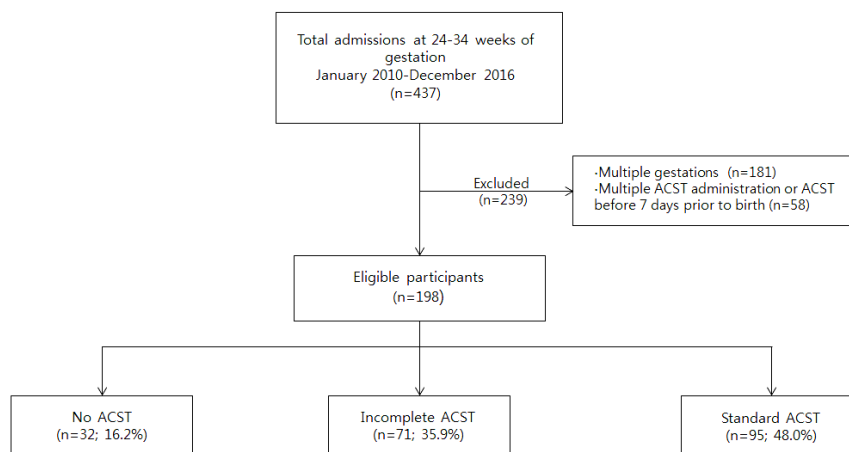 Total admissions at 24-34 weeks of
gestation
January 2010-December 2016
(n=437)
Excluded
(n=239)
·Multiple gestations (n=181)
·Multiple ACST administration or ACST
before 7 days prior to birth (n=58)
Eligible participants
(n=198)
No ACST
(n=32; 16.2%)
Incomplete ACST
(n=71; 35.9%)
Standard ACST
(n=95; 48.0%)